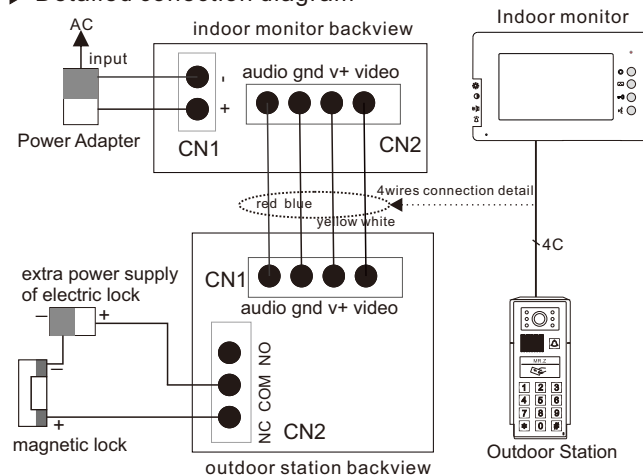 Detailed conection diagram
AC
input
Power Adapter
indoor monitor backview
-
+
CN1
audio gnd v+ video
CN2
Indoor monitor
red blue
yellow white
4wires connection detail
4C
extra power supply
of electric lock
- +
-
+
magnetic lock
CN1
audio gnd v+ video
NC COM NO
CN2
outdoor station backview
MR.Z
1 2 3
4 5 6
7 8 9
* 0 #
Outdoor Station